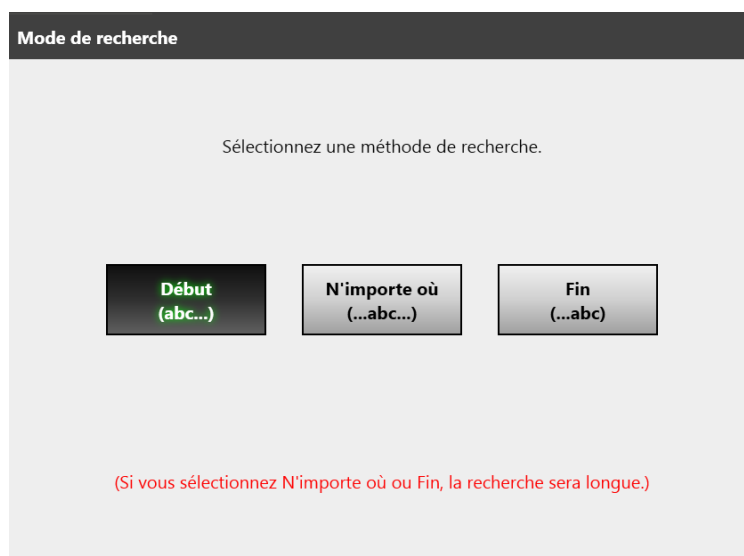 Mode de recherche
Sélectionnez une méthode de recherche.
Début
(abc...)
N'importe où
(...abc...)
Fin
(...abc)
(Si vous sélectionnez N'importe où ou Fin, la recherche sera longue.)